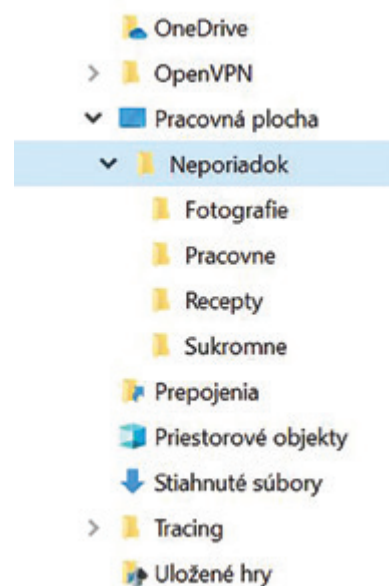 OneDrive
OpenVPN
Pracovná plocha
Neporiadok
Fotografie
Pracovne
Recepty
Sukromne
Prepojenia
Priestorové objekty
Stiahnuté súbory
Tracing
Uložené hry